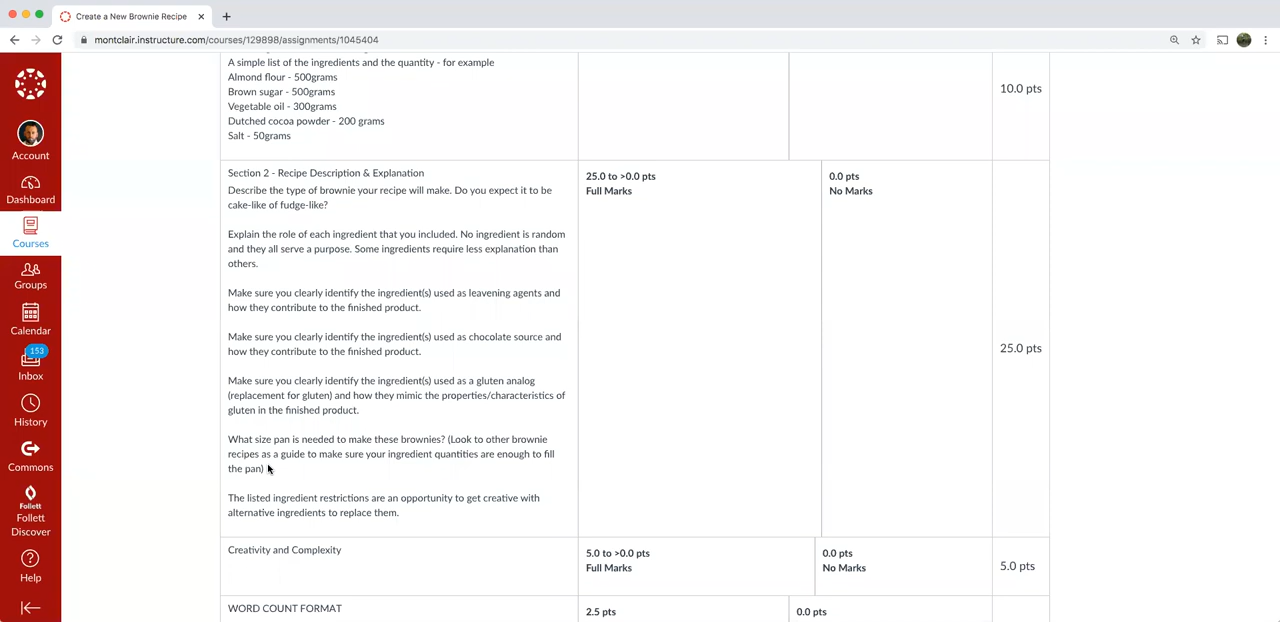 Create a New Brownie Recipe
montclair.instructure.com/courses/129898/assignments/1045404
Account
Dashboard
Courses
Groups
Calendar
153
Inbox
History
Commons
Follett
Follett
Discover
Help
A simple list of the ingredients and the quantity - for example
Almond flour - 500grams
Brown sugar - 500grams
Vegetable oil - 300grams
Dutched cocoa powder - 200 grams
Salt - 50grams
10.0 pts
Section 2 - Recipe Description & Explanation
Describe the type of brownie your recipe will make. Do you expect it to be
cake-like of fudge-like?
Explain the role of each ingredient that you included. No ingredient is random
and they all serve a purpose. Some ingredients require less explanation than
others.
Make sure you clearly identify the ingredient(s) used as leavening agents and
how they contribute to the finished product.
Make sure you clearly identify the ingredient(s) used as chocolate source and
how they contribute to the finished product.
Make sure you clearly identify the ingredient(s) used as a gluten analog
(replacement for gluten) and how they mimic the properties/characteristics of
gluten in the finished product.
What size pan is needed to make these brownies? (Look to other brownie
recipes as a guide to make sure your ingredient quantities are enough to fill
the pan)
The listed ingredient restrictions are an opportunity to get creative with
alternative ingredients to replace them.
25.0 to >0.0 pts
Full Marks
0.0 pts
No Marks
25.0 pts
Creativity and Complexity
5.0 to >0.0 pts
Full Marks
0.0 pts
No Marks
5.0 pts
WORD COUNT FORMAT
2.5 pts
0.0 pts